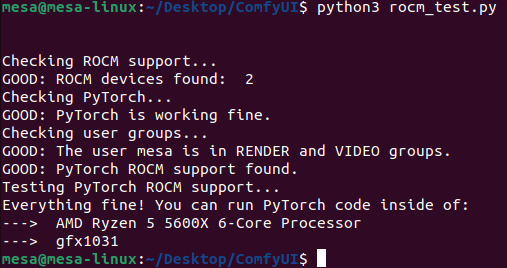 mesa@mesa-linux:~/Desktop/ComfyUI$ python3 rocm_test.py
Checking ROCM support...
GOOD: ROCM devices found:  2
Checking PyTorch...
GOOD: PyTorch is working fine.
Checking user groups...
GOOD: The user mesa is in RENDER and VIDEO groups.
GOOD: PyTorch ROCM support found.
Testing PyTorch ROCM support...
Everything fine! You can run PyTorch code inside of:
--->  AMD Ryzen 5 5600X 6-Core Processor
--->  gfx1031
mesa@mesa-linux:~/Desktop/ComfyUI$